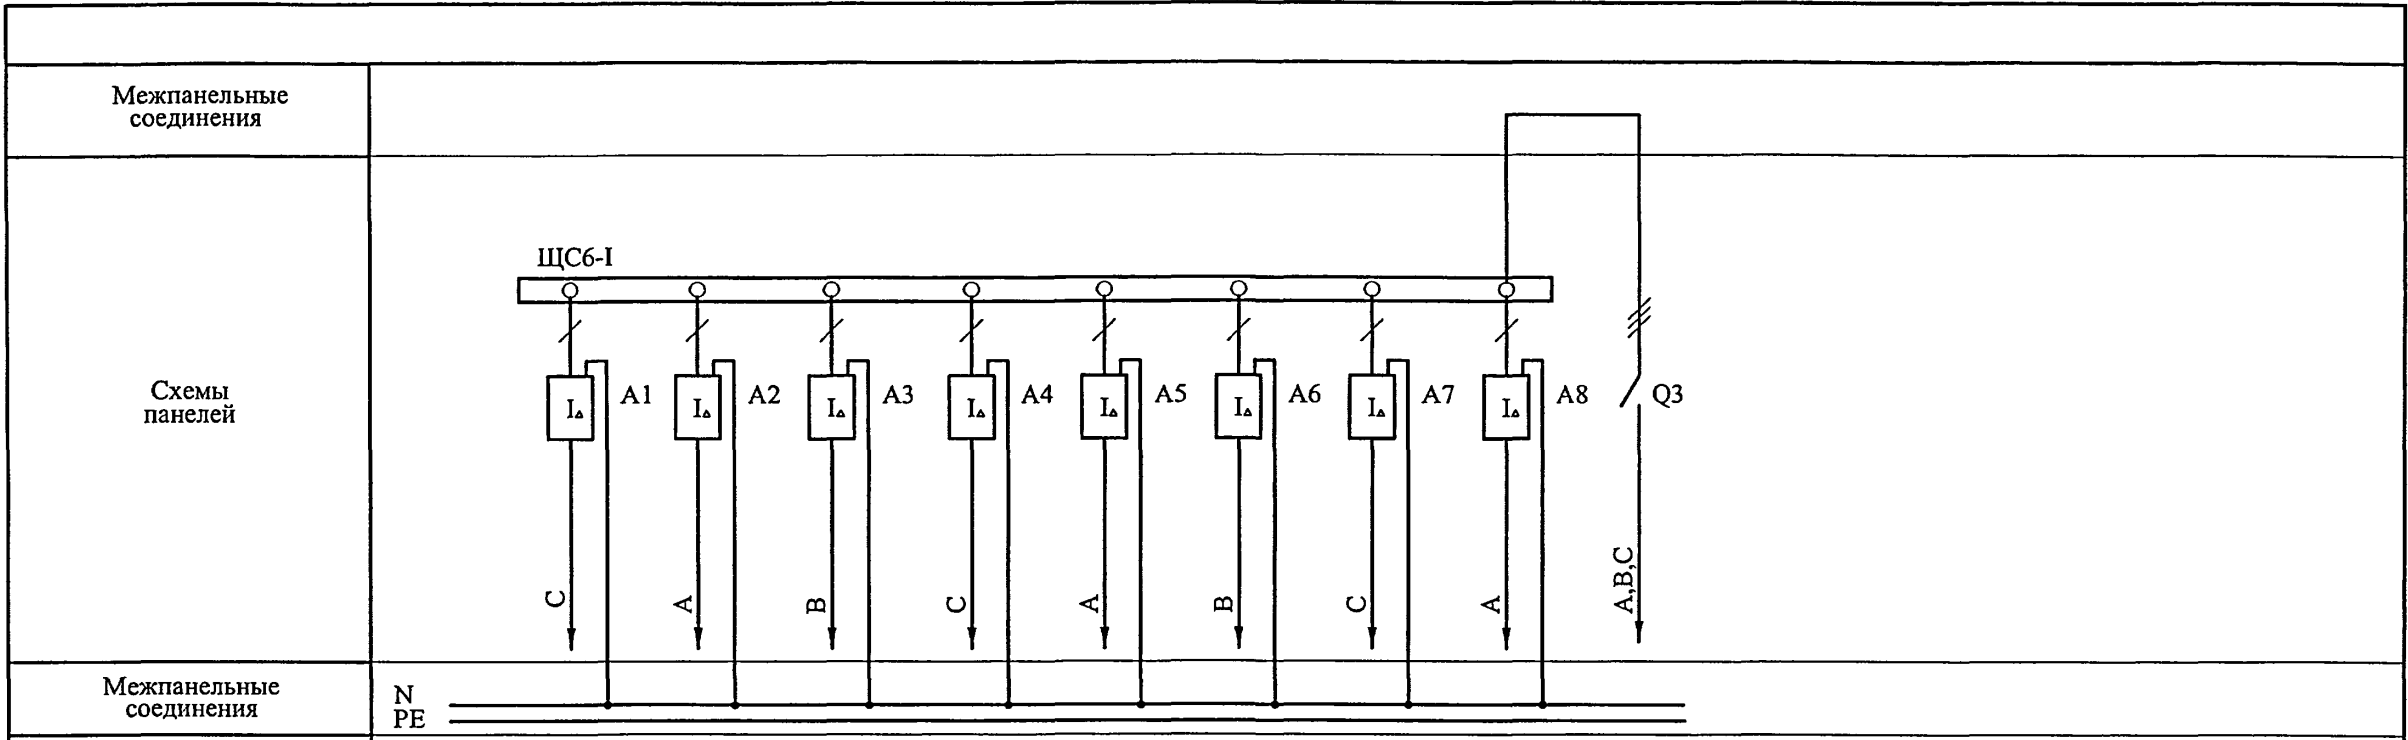 Межпанельные
соединения
ЩС6-I
Схемы
панелей
I∆ A1
I∆ A2
I∆ A3
I∆ A4
I∆ A5
I∆ A6
I∆ A7
I∆ A8
Q3
C
A
B
C
A
B
C
A
A,B,C
Межпанельные
соединения
N
PE